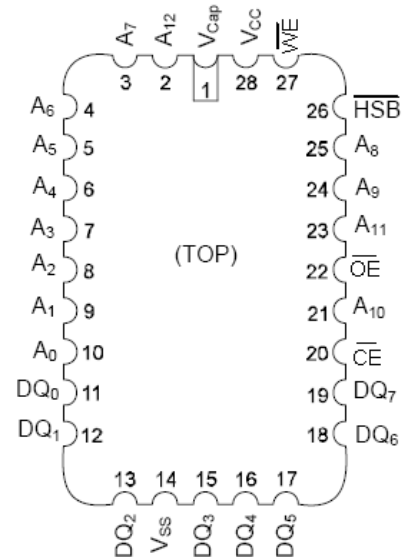 A7 A12 VCap VCC WE
3 2 1 28 27
A6 4 26 HSB
A5 5 25 A8
A4 6 24 A9
A3 7 23 A11
A2 8 (TOP) 22 OE
A1 9 21 A10
A0 10 20 CE
DQ0 11 19 DQ7
DQ1 12 18 DQ6
13 14 15 16 17
DQ2 VSS DQ3 DQ4 DQ5